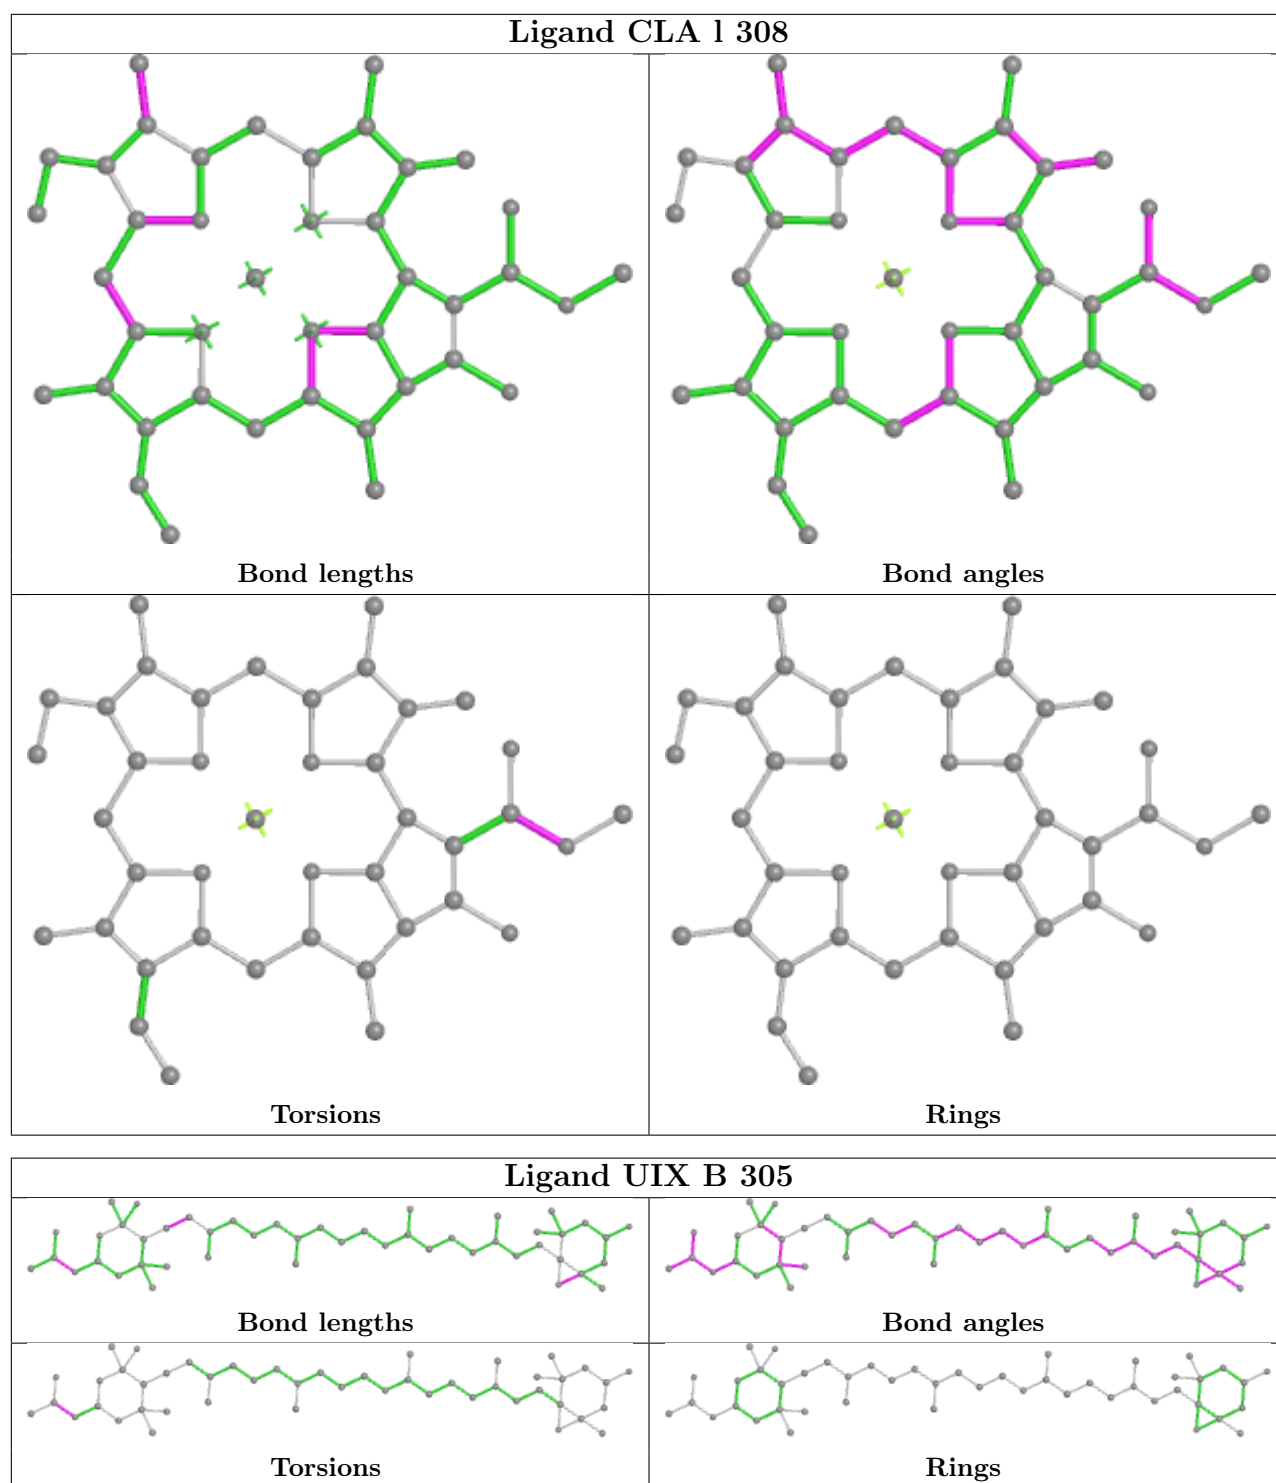 Ligand CLA l 308
Bond lengths
Bond angles
Torsions
Rings
Ligand UIX B 305
Bond lengths
Bond angles
Torsions
Rings